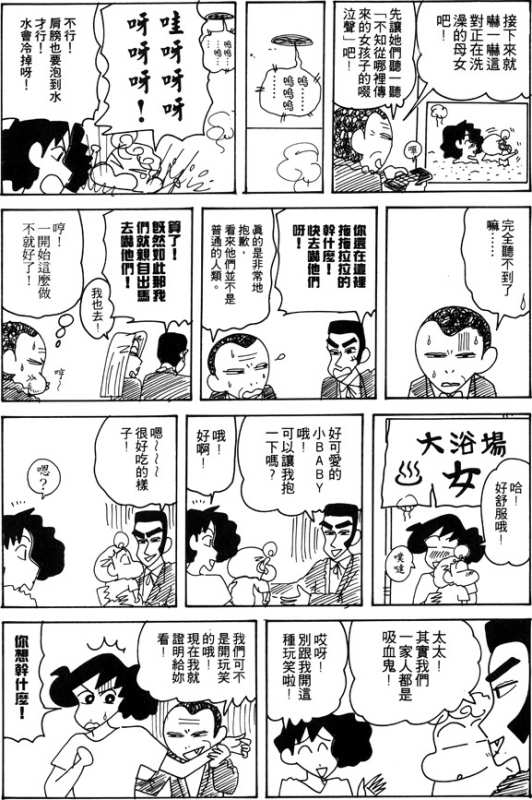 接下來就
嚇一嚇這
對正在洗
澡的母女
吧！
嗯
先讓她們聽一聽
「不知從哪裡傳
來的女孩子的啜
泣聲」吧！
嗚嗚
嗚嗚
……
嗚嗚
……
哇呀呀呀
呀呀呀！
不行！
肩膀也要泡到水
才行！
水會冷掉呀！
完全聽不到了
嘛……
你還在這裡
拖拖拉拉的
幹什麼！
快去嚇他們
呀！
真的是非常地
抱歉，
看來他們並不是
普通的人類。
算了！
既然如此那我
們就親自出馬
去嚇他們！
我也去！
哼！
一開始這麼做
不就好了！
哼
大浴場
女
哈！
好舒服哦！
噗噠
好可愛的
小BABY
哦！
可以讓我抱
一下嗎？
哦！
好啊！
嗯～～～
很好吃的樣
子！
嗯？
太太！
其實我們
一家人都是
吸血鬼！
哎呀！
別跟我開這
種玩笑啦！
我們可不
是開玩笑
的哦！
現在我就
證明給妳
看！
你想幹什麼！